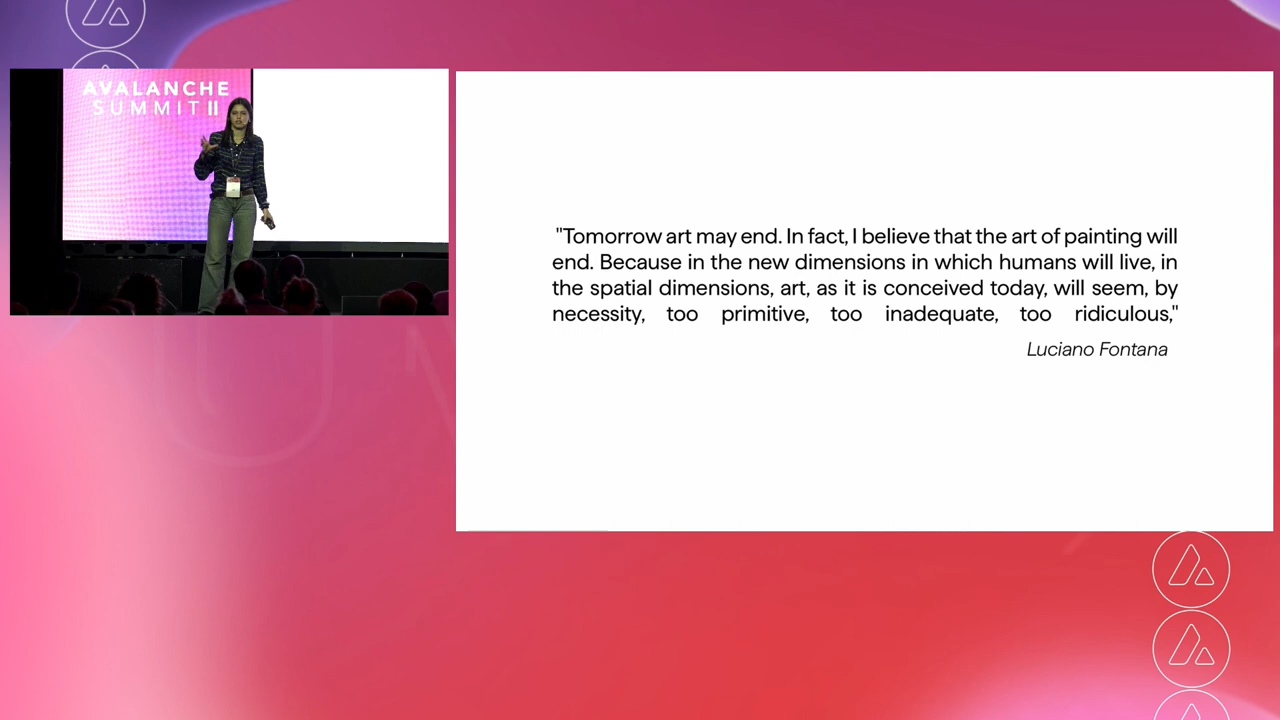 AVALANCHE
SUMMIT II
"Tomorrow art may end. In fact, I believe that the art of painting will
end. Because in the new dimensions in which humans will live, in
the spatial dimensions, art, as it is conceived today, will seem, by
necessity, too primitive, too inadequate, too ridiculous,"
Luciano Fontana